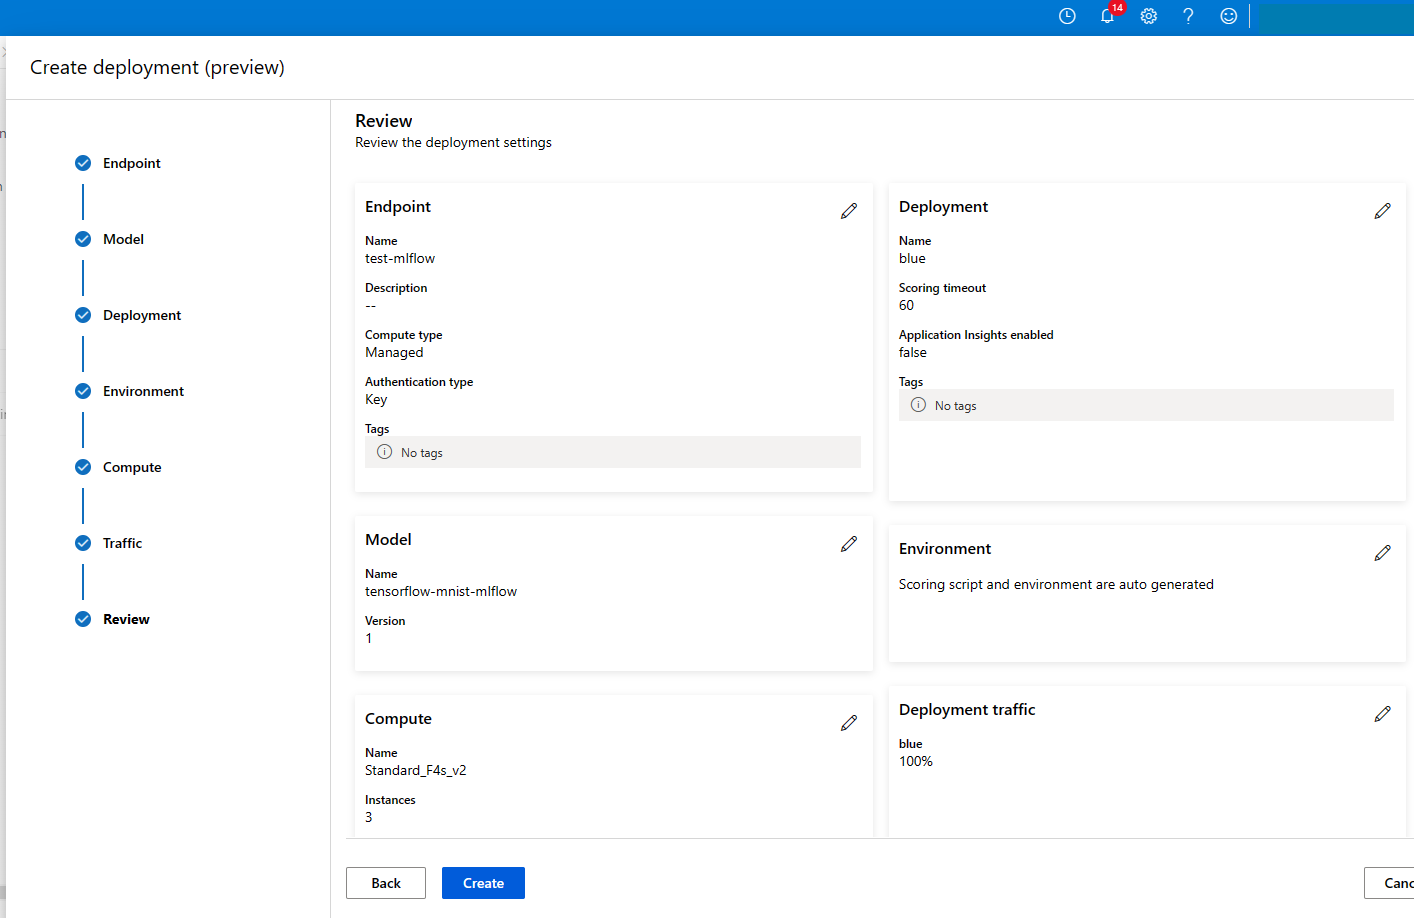 14
Create deployment (preview)
Endpoint
Model
Deployment
Environment
Compute
Traffic
Review
Review
Review the deployment settings
Endpoint
Name
test-mlflow
Description
--
Compute type
Managed
Authentication type
Key
Tags
No tags
Model
Name
tensorflow-mnist-mlflow
Version
1
Compute
Name
Standard_F4s_v2
Instances
3
Deployment
Name
blue
Scoring timeout
60
Application Insights enabled
false
Tags
No tags
Environment
Scoring script and environment are auto generated
Deployment traffic
blue
100%
Back
Create
Canc